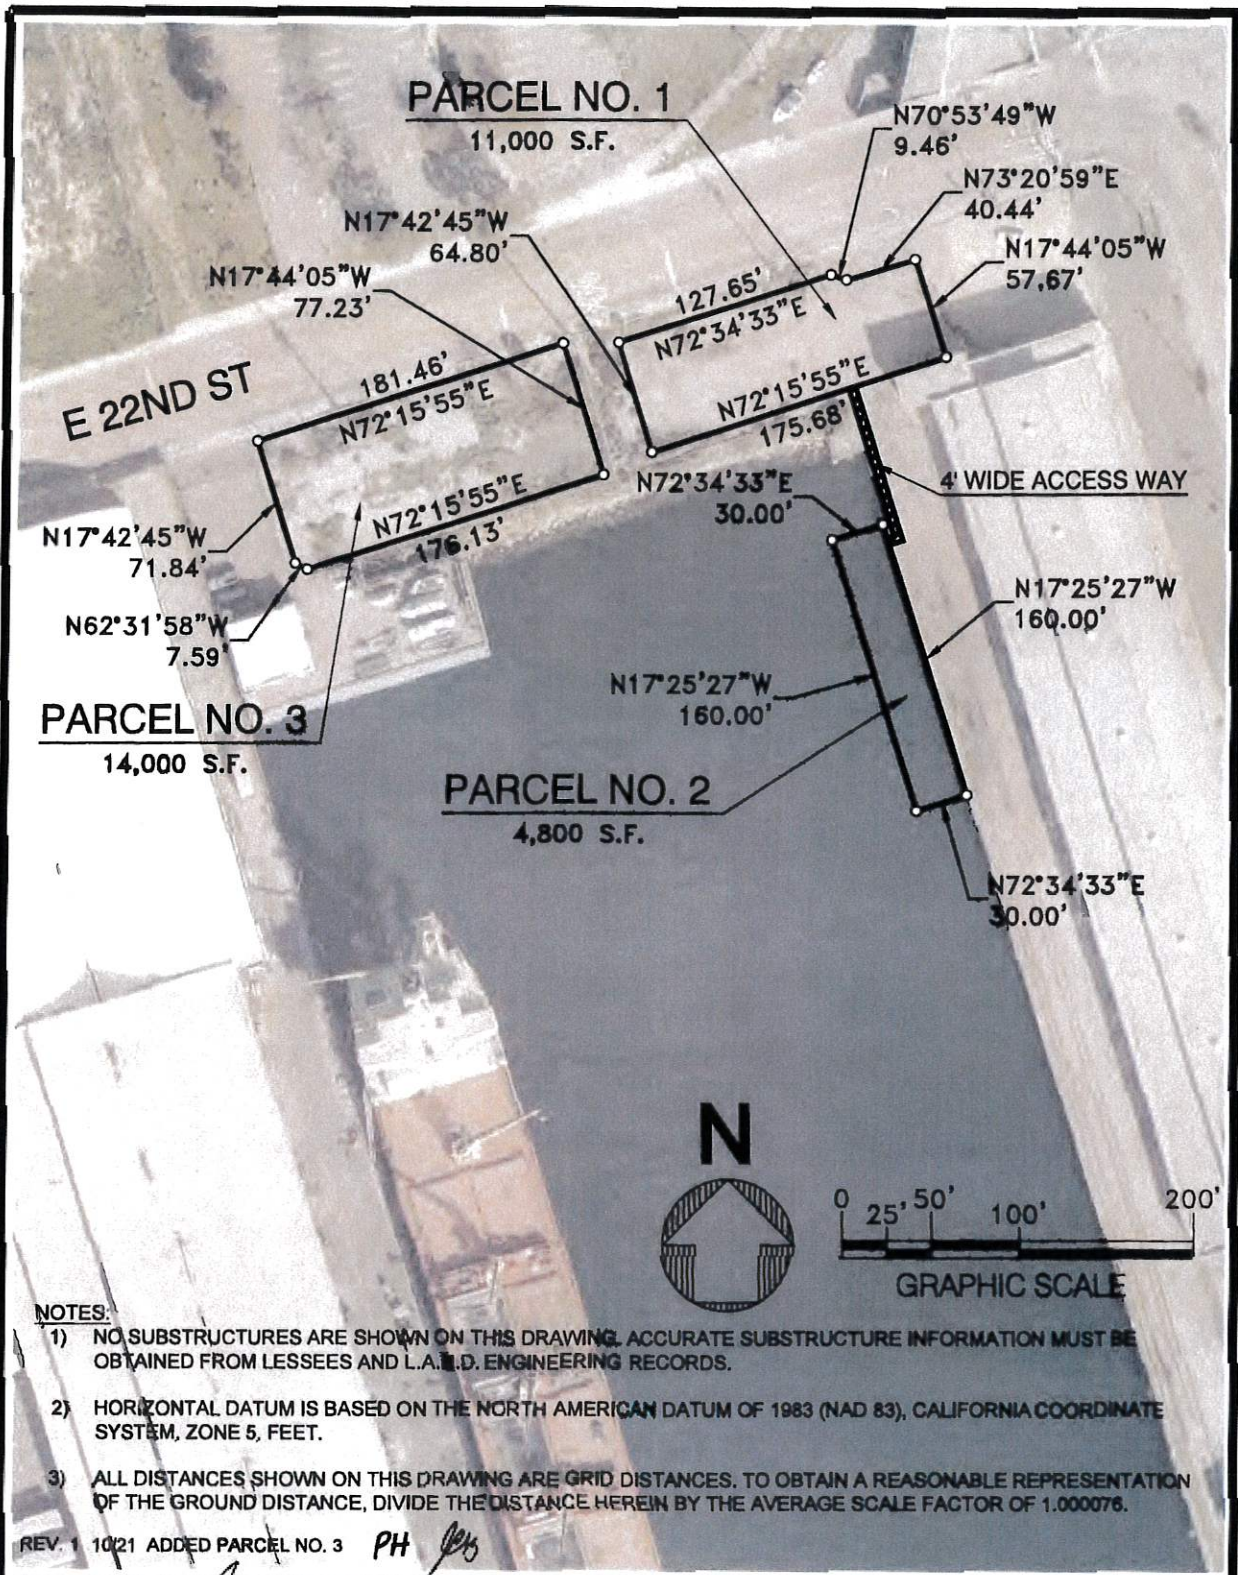 PARCEL NO. 1
11,000 S.F.
N70°53'49"W
9.46'
N73°20'59"E
40.44'
N17°42'45"W
64.80'
N17°44'05"W
57.67'
N17°44'05"W
77.23'
127.65'
N72°34'33"E
181.46'
N72°15'55"E
E 22ND ST
N72°15'55"E
175.68'
N72°34'33"E
30.00'
4' WIDE ACCESS WAY
N72°15'55"E
176.13'
N17°42'45"W
71.84'
N17°25'27"W
160.00'
N62°31'58"W
7.59'
N17°25'27"W
160.00'
PARCEL NO. 3
14,000 S.F.
PARCEL NO. 2
4,800 S.F.
N72°34'33"E
30.00'
N
0 25' 50' 100' 200'
GRAPHIC SCALE
NOTES:
1) NO SUBSTRUCTURES ARE SHOWN ON THIS DRAWING. ACCURATE SUBSTRUCTURE INFORMATION MUST BE
OBTAINED FROM LESSEES AND L.A.H.D. ENGINEERING RECORDS.
2) HORIZONTAL DATUM IS BASED ON THE NORTH AMERICAN DATUM OF 1983 (NAD 83), CALIFORNIA COORDINATE
SYSTEM, ZONE 5, FEET.
3) ALL DISTANCES SHOWN ON THIS DRAWING ARE GRID DISTANCES. TO OBTAIN A REASONABLE REPRESENTATION
OF THE GROUND DISTANCE, DIVIDE THE DISTANCE HEREIN BY THE AVERAGE SCALE FACTOR OF 1.000076.
REV. 1 10/21 ADDED PARCEL NO. 3 PH